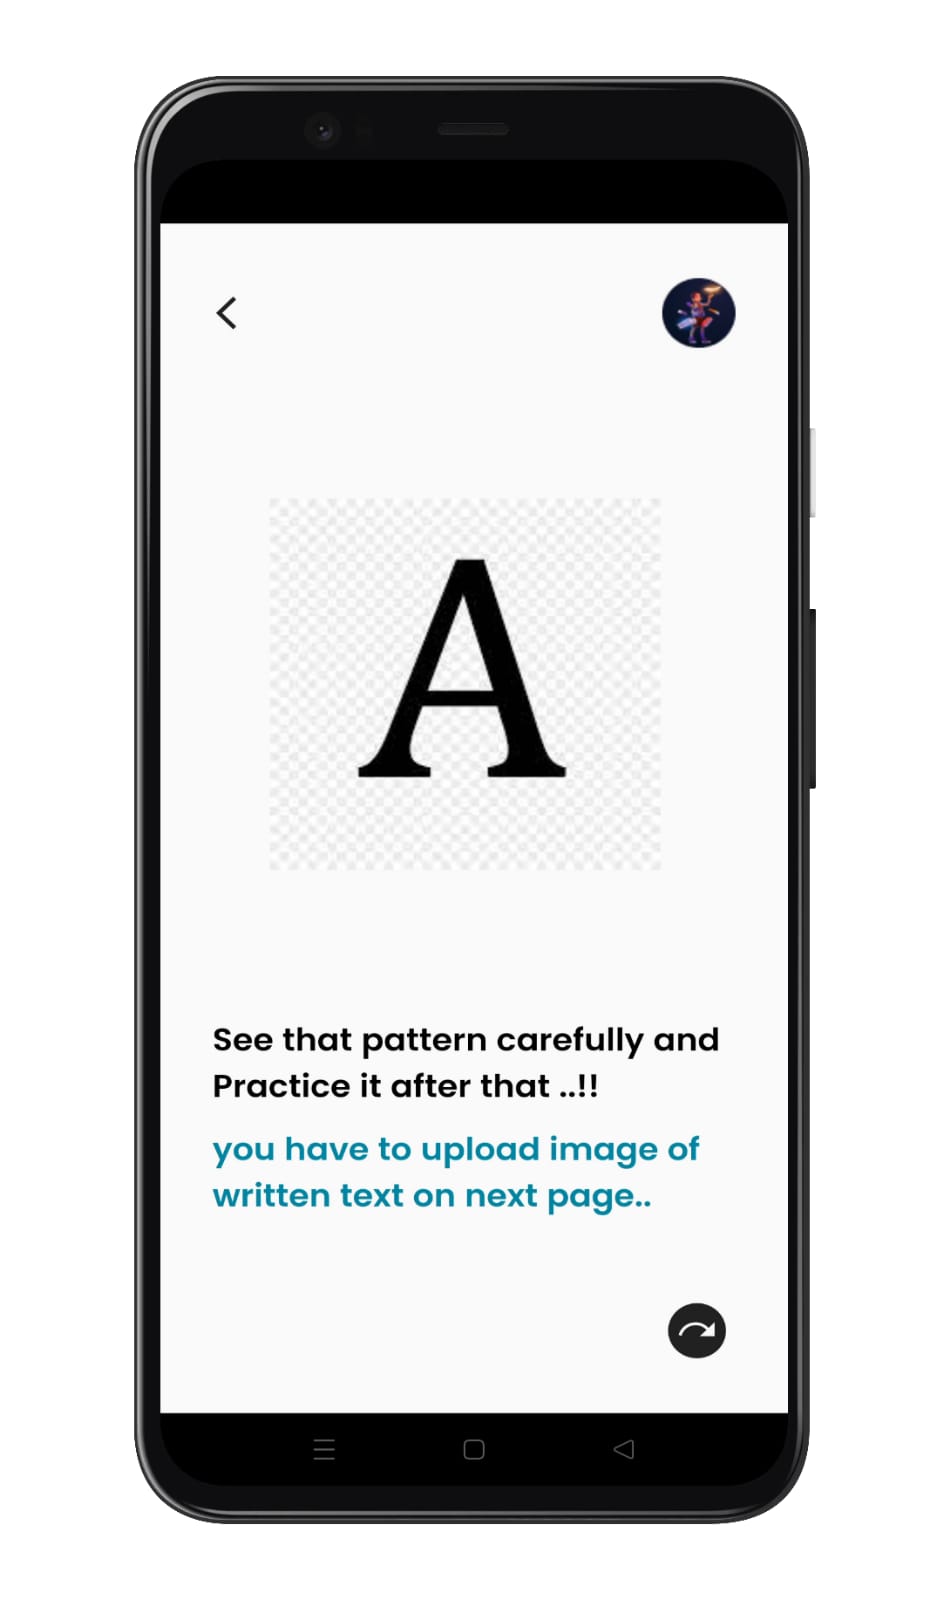 A
See that pattern carefully and
Practice it after that ..!!
you have to upload image of
written text on next page..